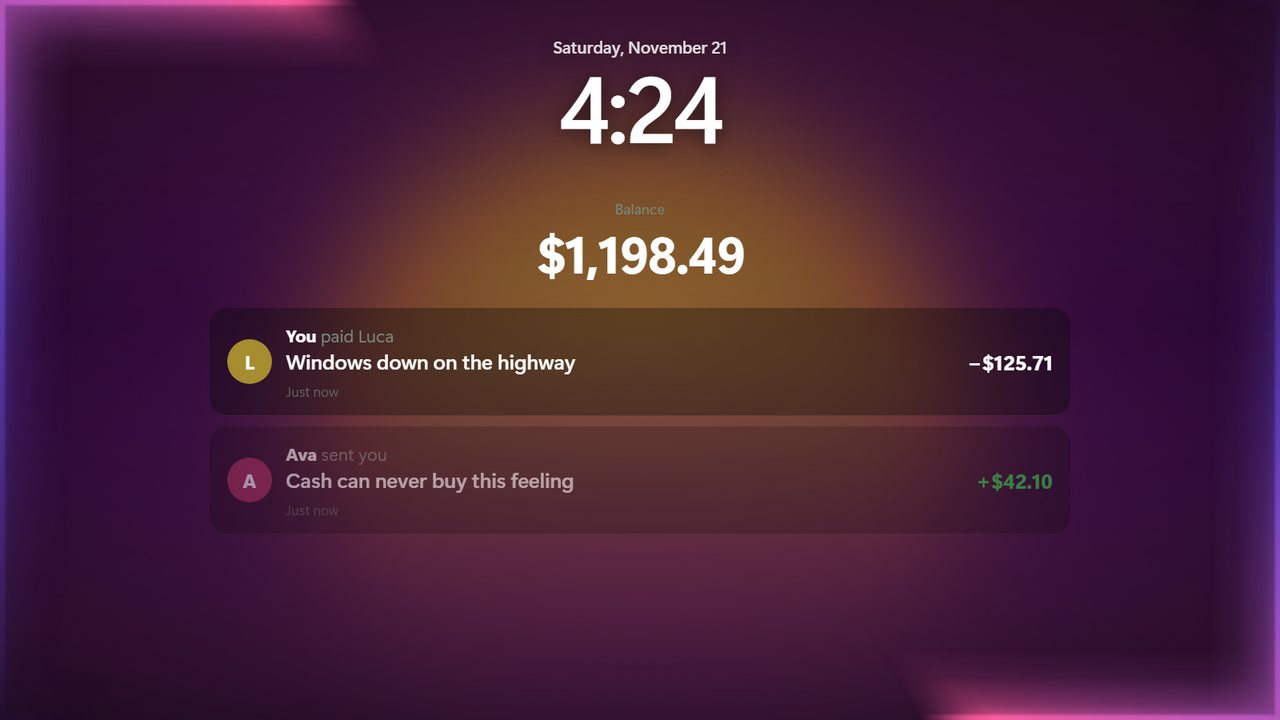 Saturday, November 21
4:24
Balance
$1,198.49
You paid Luca
L
Windows down on the highway
–$125.71
Just now
Ava sent you
A
Cash can never buy this feeling
+$42.10
Just now